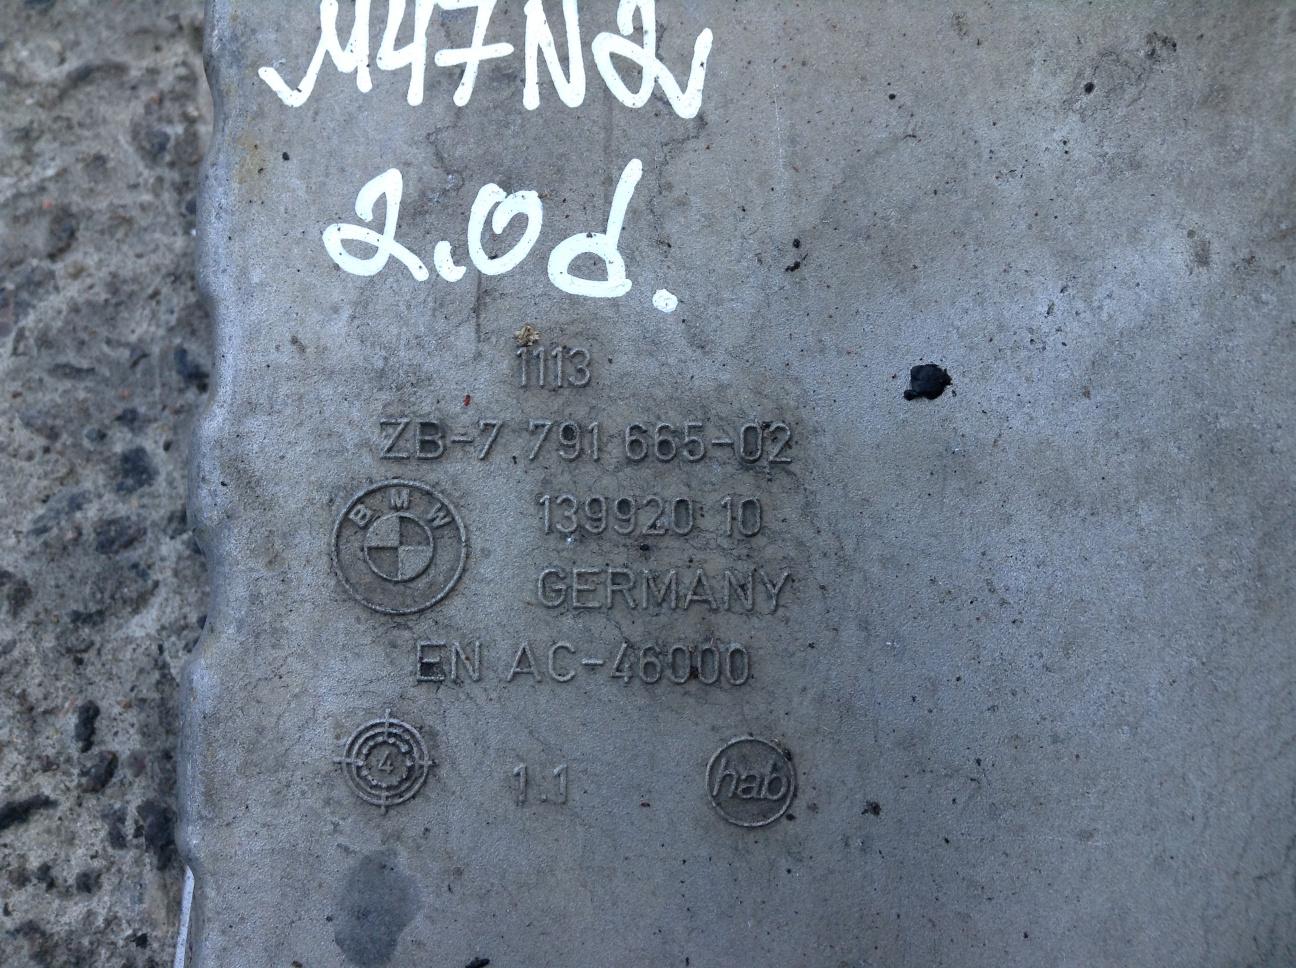 M47N2
2.0d.
1113
ZB-7 791 665-02
BMW
139920 10
GERMANY
EN AC-46000
4
1.1
hab